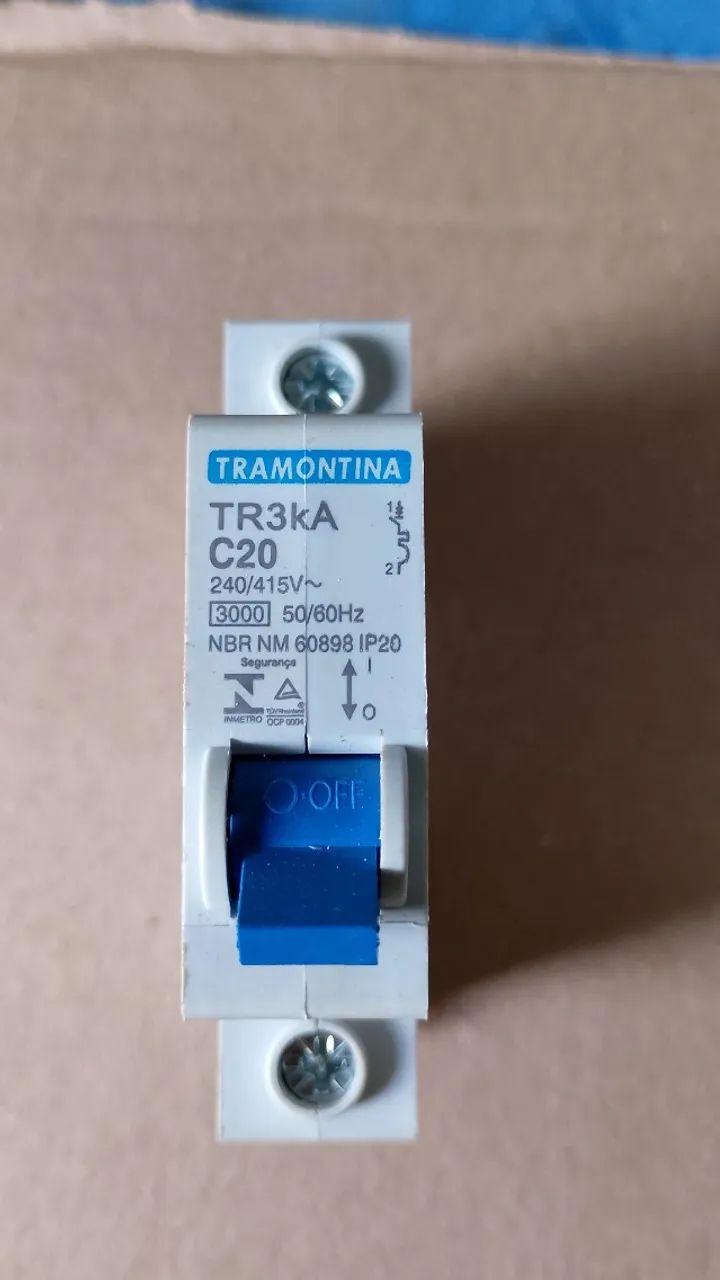 TRAMONTINA
TR3kA
C20
1
2
240/415V~
3000 50/60Hz
NBR NM 60898 IP20
Segurança
INMETRO
TÜVRheinland ®
OCP 0004
I
O
O·OFF